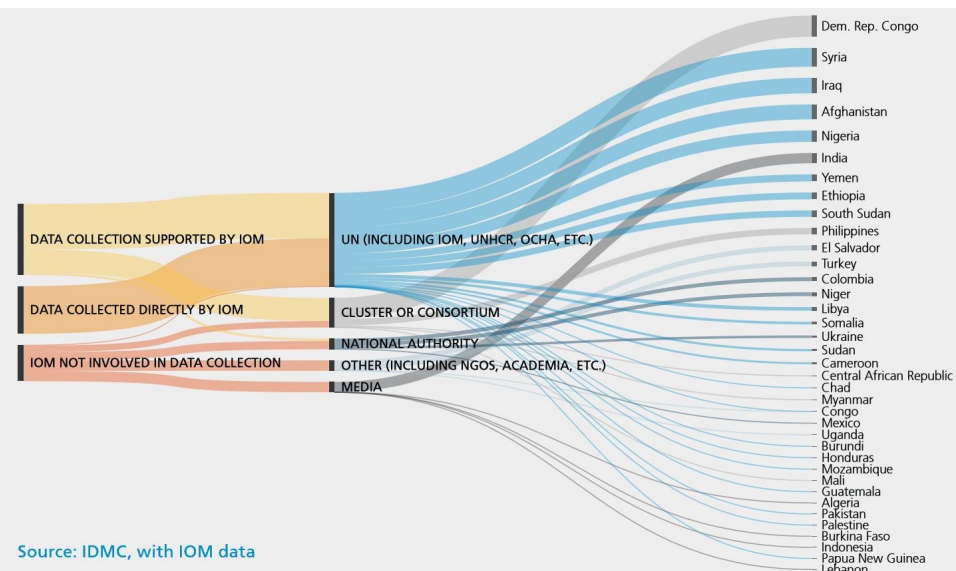 DATA COLLECTION SUPPORTED BY IOM
DATA COLLECTED DIRECTLY BY IOM
IOM NOT INVOLVED IN DATA COLLECTION
UN (INCLUDING IOM, UNHCR, OCHA, ETC.)
CLUSTER OR CONSORTIUM
NATIONAL AUTHORITY
OTHER (INCLUDING NGOS, ACADEMIA, ETC.)
MEDIA
Dem. Rep. Congo
Syria
Iraq
Afghanistan
Nigeria
India
Yemen
Ethiopia
South Sudan
Philippines
El Salvador
Turkey
Colombia
Niger
Libya
Somalia
Ukraine
Sudan
Cameroon
Central African Republic
Chad
Myanmar
Congo
Mexico
Uganda
Burundi
Honduras
Mozambique
Mali
Guatemala
Algeria
Pakistan
Palestine
Burkina Faso
Indonesia
Papua New Guinea
Lebanon
Source: IDMC, with IOM data